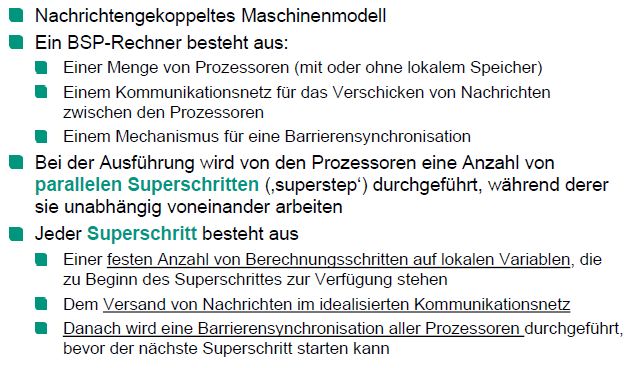 Nachrichtengekoppeltes Maschinenmodell
Ein BSP-Rechner besteht aus:
Einer Menge von Prozessoren (mit oder ohne lokalem Speicher)
Einem Kommunikationsnetz für das Verschicken von Nachrichten
zwischen den Prozessoren
Einem Mechanismus für eine Barrierensynchronisation
Bei der Ausführung wird von den Prozessoren eine Anzahl von
parallelen Superschritten (‚superstep‘) durchgeführt, während derer
sie unabhängig voneinander arbeiten
Jeder Superschritt besteht aus
Einer festen Anzahl von Berechnungsschritten auf lokalen Variablen, die
zu Beginn des Superschrittes zur Verfügung stehen
Dem Versand von Nachrichten im idealisierten Kommunikationsnetz
Danach wird eine Barrierensynchronisation aller Prozessoren durchgeführt,
bevor der nächste Superschritt starten kann